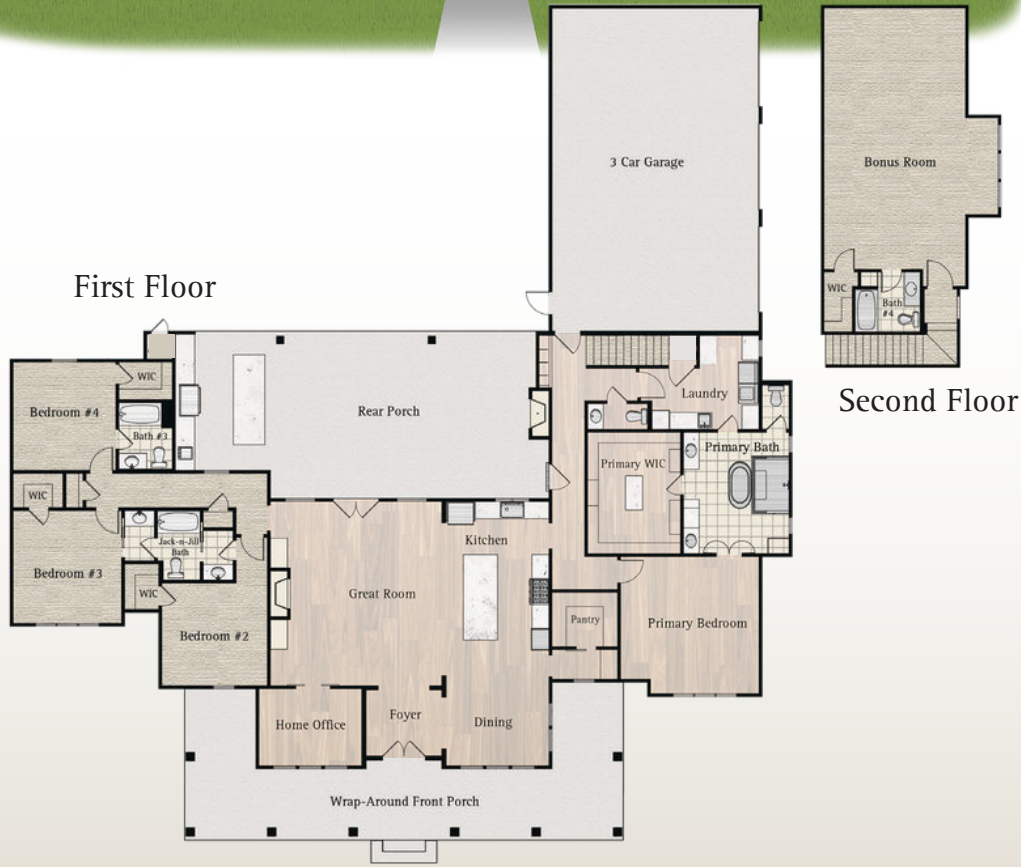 3 Car Garage
Bonus Room
First Floor
WIC
Bath
#4
WIC
Bedroom #4
Laundry
Second Floor
Rear Porch
Bath #3
Primary Bath
Primary WIC
WIC
Jack-n-Jill
Bath
Kitchen
Bedroom #3
WIC
Great Room
Pantry
Primary Bedroom
Bedroom #2
Foyer
Home Office
Dining
Wrap-Around Front Porch